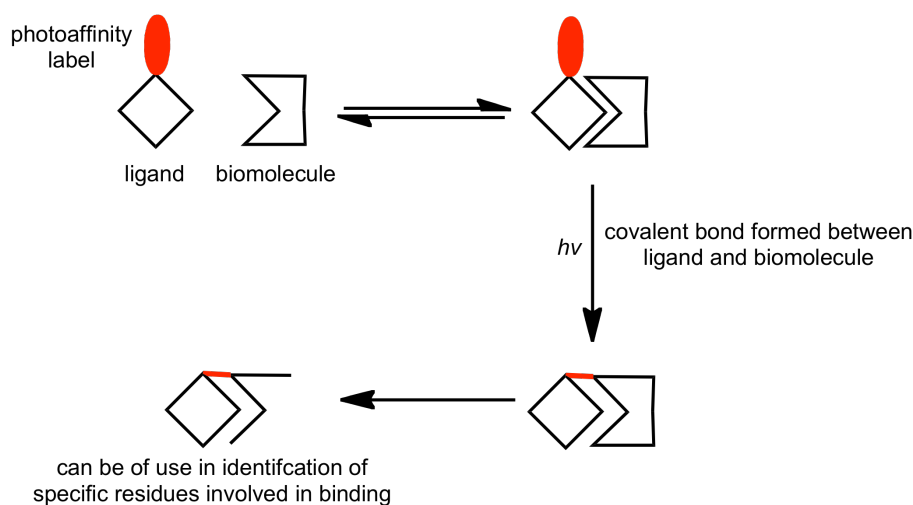 photoaffinity
label
ligand
biomolecule
hv
covalent bond formed between
ligand and biomolecule
can be of use in identifcation of
specific residues involved in binding